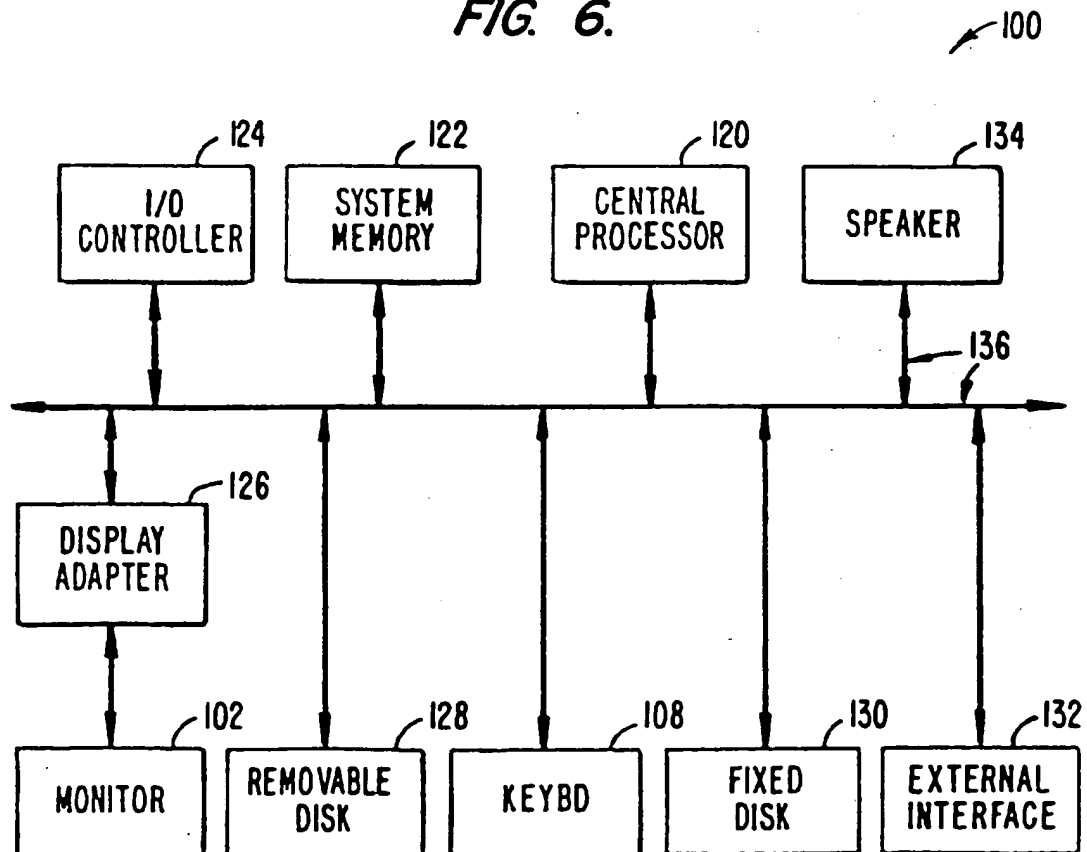 FIG. 6.
100
124
122
120
134
I/O
CONTROLLER
SYSTEM
MEMORY
CENTRAL
PROCESSOR
SPEAKER
136
126
DISPLAY
ADAPTER
102
128
108
130
132
MONITOR
REMOVABLE
DISK
KEYBD
FIXED
DISK
EXTERNAL
INTERFACE